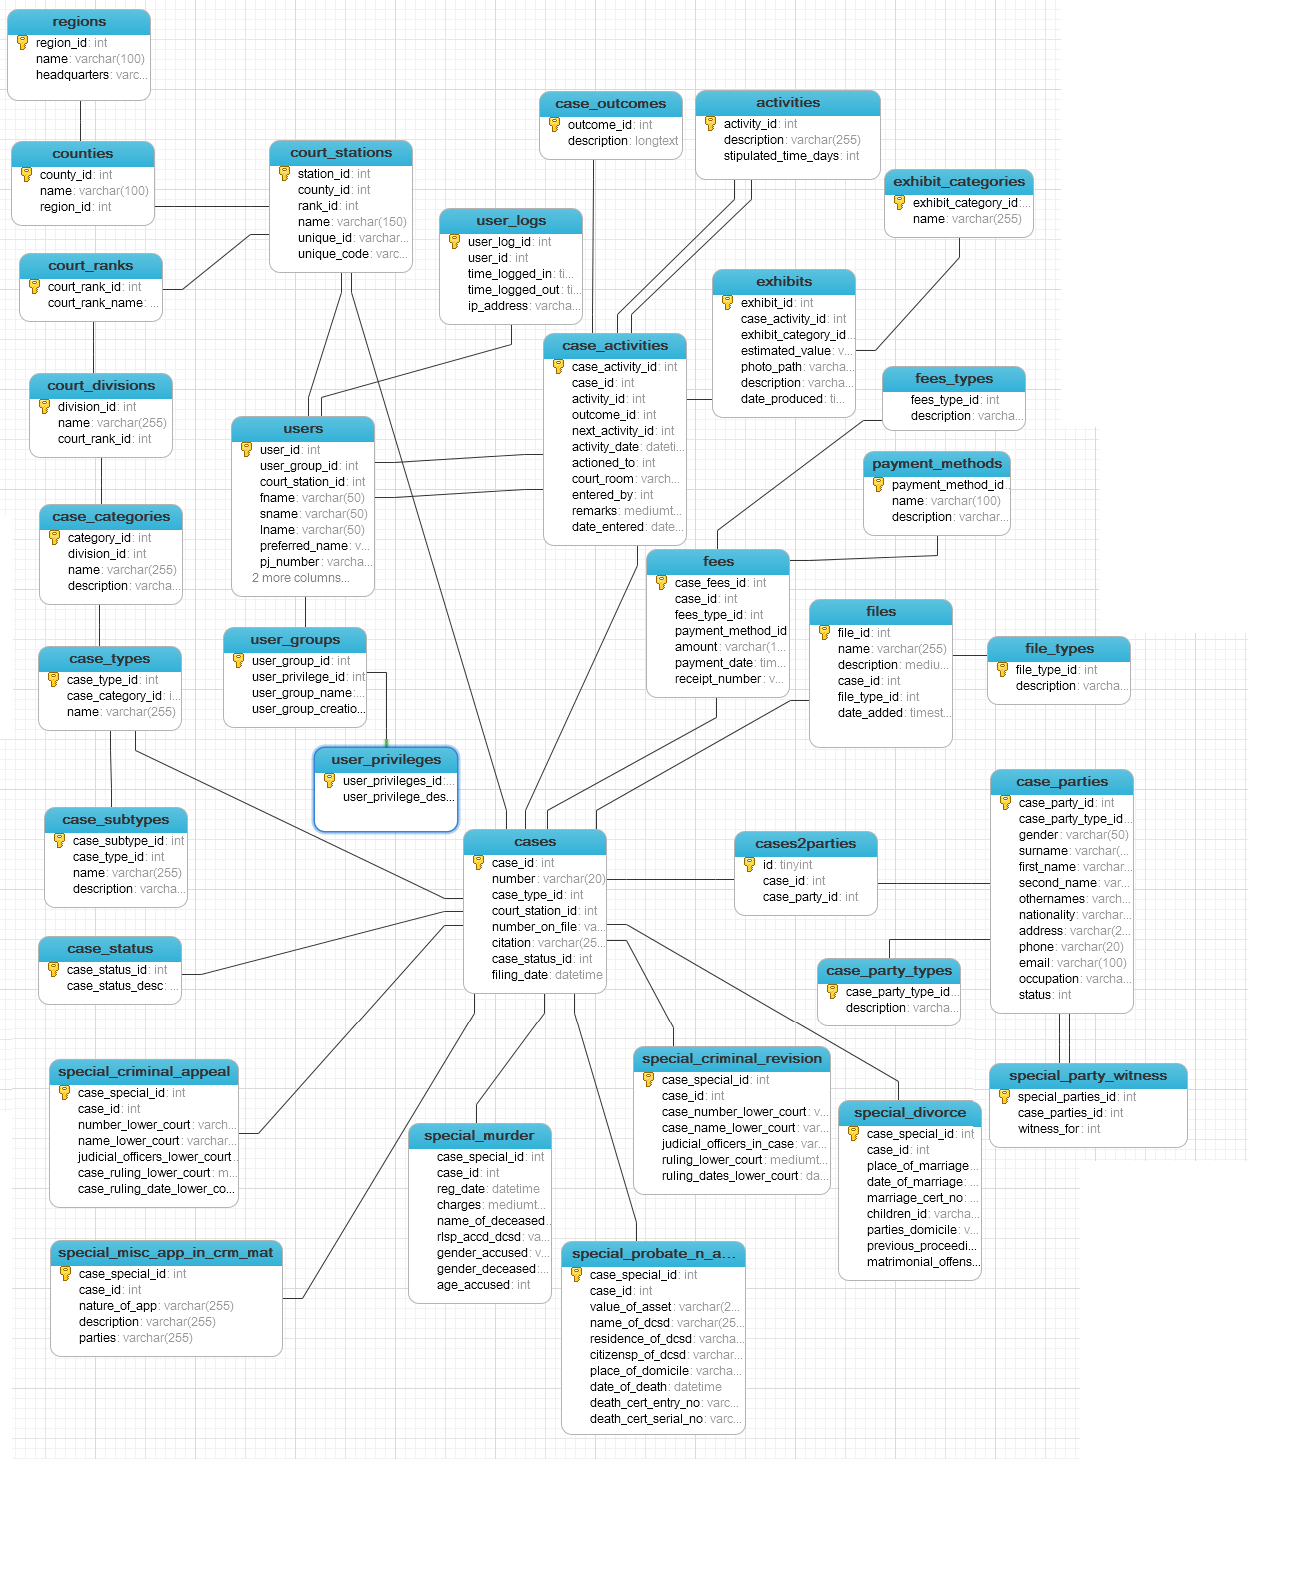 regions
region_id: int
name: varchar(100)
headquarters: varc...
counties
county_id: int
name: varchar(100)
region_id: int
court_stations
station_id: int
county_id: int
rank_id: int
name: varchar(150)
unique_id: varchar...
unique_code: varc...
case_outcomes
outcome_id: int
description: longtext
activities
activity_id: int
description: varchar(255)
stipulated_time_days: int
exhibit_categories
exhibit_category_id:...
name: varchar(255)
user_logs
user_log_id: int
user_id: int
time_logged_in: ti...
time_logged_out: ti...
ip_address: varcha...
court_ranks
court_rank_id: int
court_rank_name: ...
exhibits
exhibit_id: int
case_activity_id: int
exhibit_category_id...
estimated_value: v...
photo_path: varcha...
description: varcha...
date_produced: ti...
case_activities
case_activity_id: int
case_id: int
activity_id: int
outcome_id: int
next_activity_id: int
activity_date: dateti...
actioned_to: int
court_room: varch...
entered_by: int
remarks: mediumt...
date_entered: date...
court_divisions
division_id: int
name: varchar(255)
court_rank_id: int
fees_types
fees_type_id: int
description: varcha...
users
user_id: int
user_group_id: int
court_station_id: int
fname: varchar(50)
sname: varchar(50)
lname: varchar(50)
preferred_name: v...
pj_number: varcha...
2 more columns...
payment_methods
payment_method_id...
name: varchar(100)
description: varchar...
case_categories
category_id: int
division_id: int
name: varchar(255)
description: varcha...
fees
case_fees_id: int
case_id: int
fees_type_id: int
payment_method_id
amount: varchar(1...
payment_date: tim...
receipt_number: v...
files
file_id: int
name: varchar(255)
description: mediu...
case_id: int
file_type_id: int
date_added: timest...
file_types
file_type_id: int
description: varcha...
user_groups
user_group_id: int
user_privilege_id: int
user_group_name:...
user_group_creatio...
case_types
case_type_id: int
case_category_id: i...
name: varchar(255)
user_privileges
user_privileges_id:...
user_privilege_des...
case_parties
case_party_id: int
case_party_type_id...
gender: varchar(50)
surname: varchar(...
first_name: varchar...
second_name: var...
othernames: varch...
nationality: varchar...
address: varchar(2...
phone: varchar(20)
email: varchar(100)
occupation: varcha...
status: int
case_subtypes
case_subtype_id: int
case_type_id: int
name: varchar(255)
description: varcha...
cases
case_id: int
number: varchar(20)
case_type_id: int
court_station_id: int
number_on_file: va...
citation: varchar(25...
case_status_id: int
filing_date: datetime
cases2parties
id: tinyint
case_id: int
case_party_id: int
case_status
case_status_id: int
case_status_desc: ...
case_party_types
case_party_type_id...
description: varcha...
special_criminal_appeal
case_special_id: int
case_id: int
number_lower_court: varch...
name_lower_court: varchar...
judicial_officers_lower_court...
case_ruling_lower_court: m...
case_ruling_date_lower_co...
special_criminal_revision
case_special_id: int
case_id: int
case_number_lower_court: v...
case_name_lower_court: var...
judicial_officers_in_case: var...
ruling_lower_court: mediumt...
ruling_dates_lower_court: da...
special_party_witness
special_parties_id: int
case_parties_id: int
witness_for: int
special_divorce
case_special_id: int
case_id: int
place_of_marriage...
date_of_marriage: ...
marriage_cert_no: ...
children_id: varcha...
parties_domicile: v...
previous_proceedi...
matrimonial_offens...
special_murder
case_special_id: int
case_id: int
reg_date: datetime
charges: mediumt...
name_of_deceased...
rlsp_accd_dcsd: va...
gender_accused: v...
gender_deceased:...
age_accused: int
special_misc_app_in_crm_mat
case_special_id: int
case_id: int
nature_of_app: varchar(255)
description: varchar(255)
parties: varchar(255)
special_probate_n_a...
case_special_id: int
case_id: int
value_of_asset: varchar(2...
name_of_dcsd: varchar(25...
residence_of_dcsd: varcha...
citizensp_of_dcsd: varchar...
place_of_domicile: varcha...
date_of_death: datetime
death_cert_entry_no: varc...
death_cert_serial_no: varc...